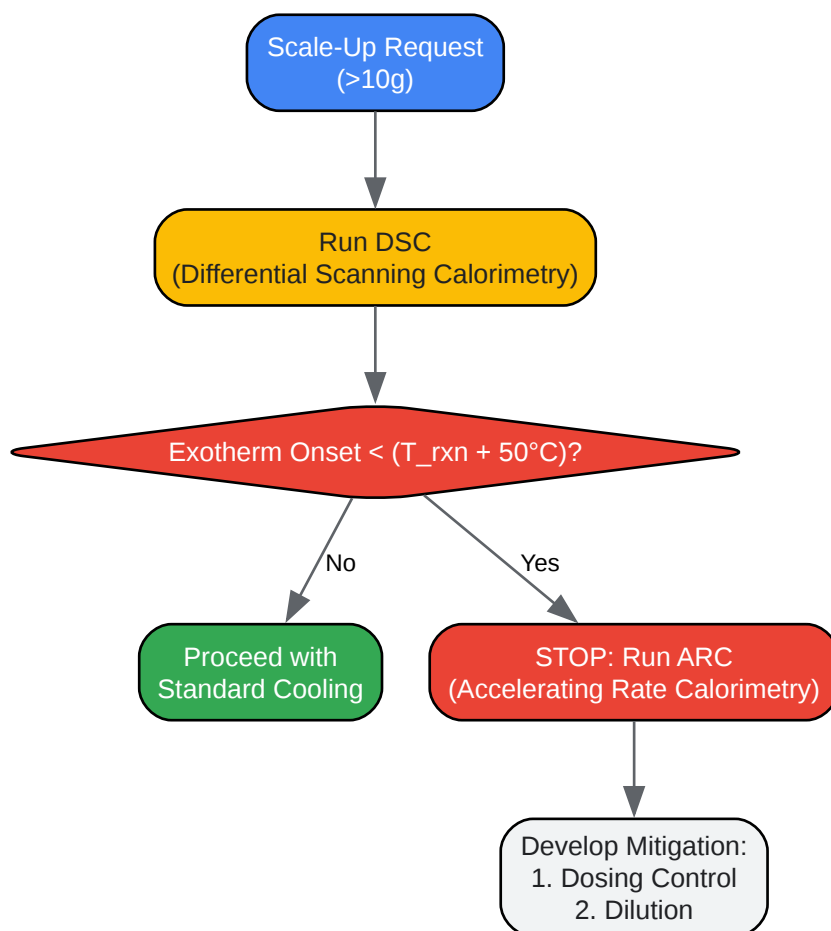 Scale-Up Request
(>10g)
Run DSC
(Differential Scanning Calorimetry)
Exotherm Onset < (T_rxn + 50°C)?
No
Yes
Proceed with
Standard Cooling
STOP: Run ARC
(Accelerating Rate Calorimetry)
Develop Mitigation:
1. Dosing Control
2. Dilution